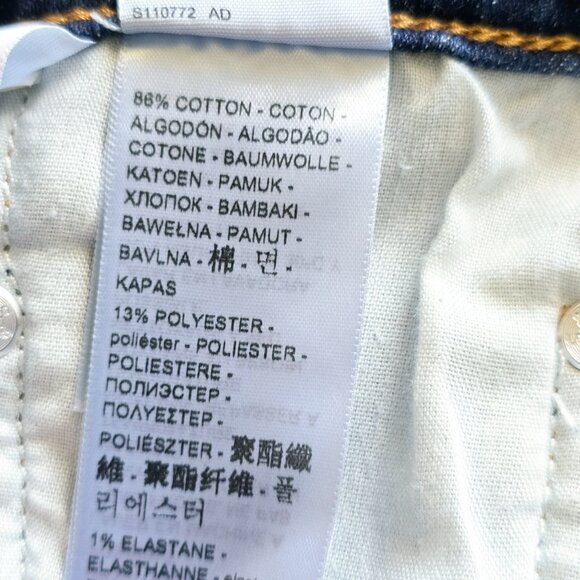 S110772 AD
86% COTTON - COTON -
ALGODÓN - ALGODÃO -
COTONE - BAUMWOLLE -
KATOEN - PAMUK -
ХЛОПОК - BAMBAKI -
BAWEŁNA - PAMUT -
BAVLNA - 棉 - 면 -
KAPAS
13% POLYESTER -
poliéster - POLIESTER -
POLIESTERE -
ПОЛИЭСТЕР -
ΠΟΛΥΕΣΤΕΡ -
POLIÉSZTER - 聚酯纖
維 - 聚酯纤维 - 폴
리에스터
1% ELASTANE -
ELASTHANNE -